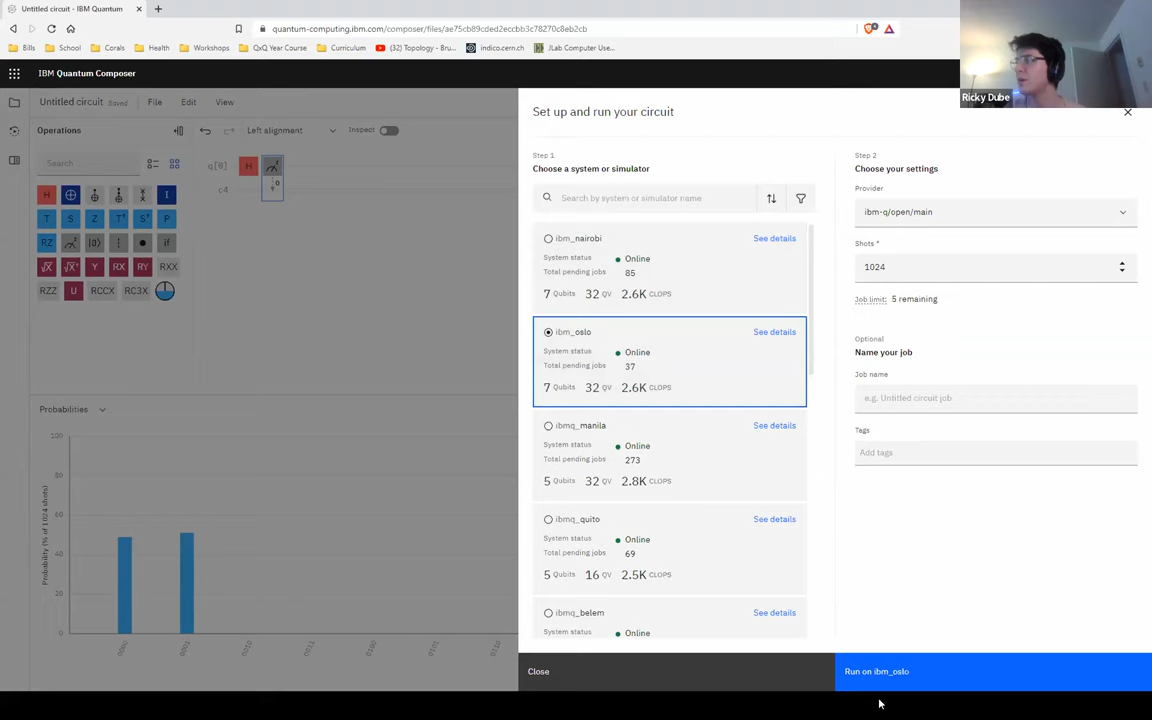 Untitled circuit - IBM Quantum
quantum-computing.ibm.com/composer/files/ae75cb89cded2eccbb3c78270c8eb2cb
Bills School Corals Health Workshops QxQ Year Course Curriculum (32) Topology - Bru... indico.cern.ch JLab Computer Use...
Ricky Dube
IBM Quantum Composer
Untitled circuit Saved File Edit View
Operations
Left alignment
Inspect
Search
H
I
T S Z T† S† P
RZ |0⟩ if
√X √X† Y RX RY RXX
RZZ U RCCX RC3X
q[0] H z
c4 0
Probabilities
Probability (% of 1024 shots)
100
80
60
40
20
0
0000 0001 0010 0011 0100 0101 0110
Set up and run your circuit
Step 1
Choose a system or simulator
Search by system or simulator name
ibm_nairobi See details
System status Online
Total pending jobs 85
7 Qubits 32 QV 2.6K CLOPS
ibm_oslo See details
System status Online
Total pending jobs 37
7 Qubits 32 QV 2.6K CLOPS
ibmq_manila See details
System status Online
Total pending jobs 273
5 Qubits 32 QV 2.8K CLOPS
ibmq_quito See details
System status Online
Total pending jobs 69
5 Qubits 16 QV 2.5K CLOPS
ibmq_belem See details
System status Online
Step 2
Choose your settings
Provider
ibm-q/open/main
Shots *
1024
Job limit: 5 remaining
Optional
Name your job
Job name
e.g. Untitled circuit job
Tags
Add tags
Close
Run on ibm_oslo